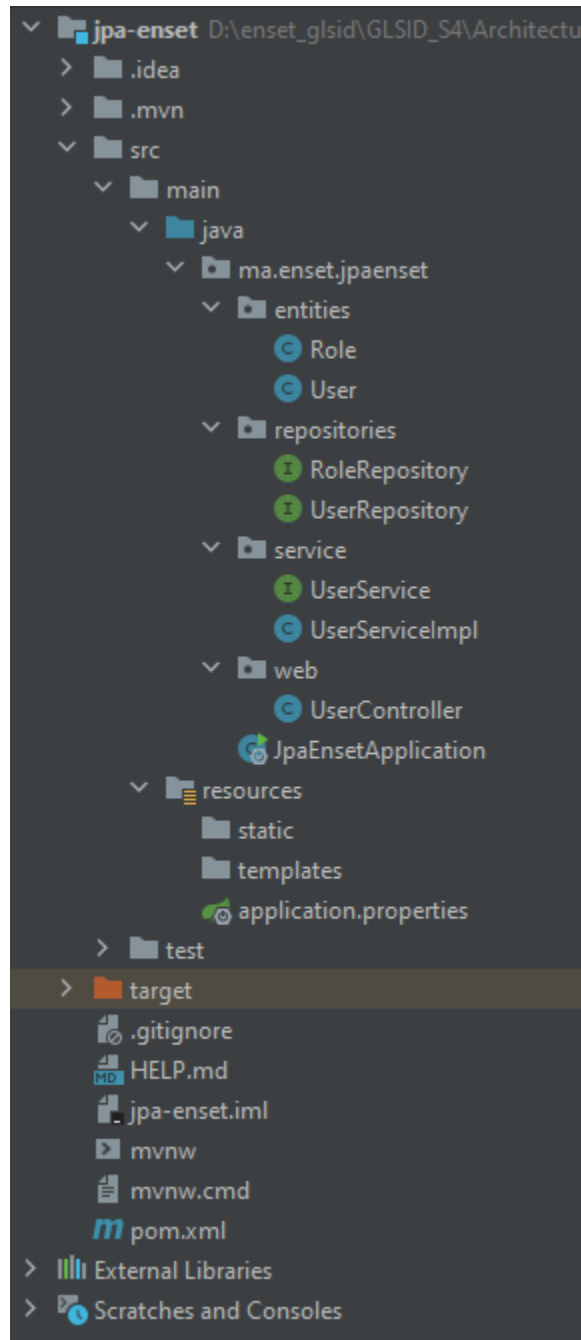 jpa-enset D:\enset_glsid\GLSID_S4\Architectu
.idea
.mvn
src
main
java
ma.enset.jpaenset
entities
C Role
C User
repositories
I RoleRepository
I UserRepository
service
I UserService
C UserServiceImpl
web
C UserController
JpaEnsetApplication
resources
static
templates
application.properties
test
target
.gitignore
MD HELP.md
jpa-enset.iml
mvnw
mvnw.cmd
m pom.xml
External Libraries
Scratches and Consoles